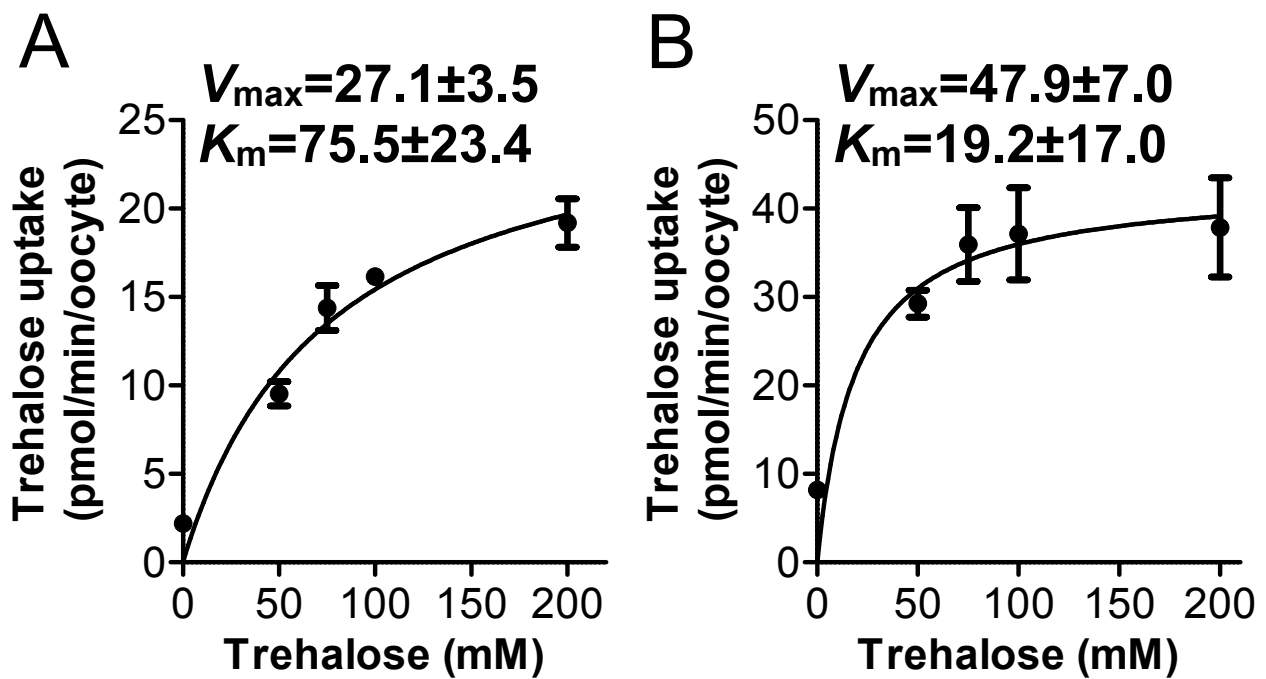 A
Vmax=27.1±3.5
Km=75.5±23.4
Trehalose uptake
(pmol/min/oocyte)
25
20
15
10
5
0
0 50 100 150 200
Trehalose (mM)
B
Vmax=47.9±7.0
Km=19.2±17.0
Trehalose uptake
(pmol/min/oocyte)
50
40
30
20
10
0
0 50 100 150 200
Trehalose (mM)